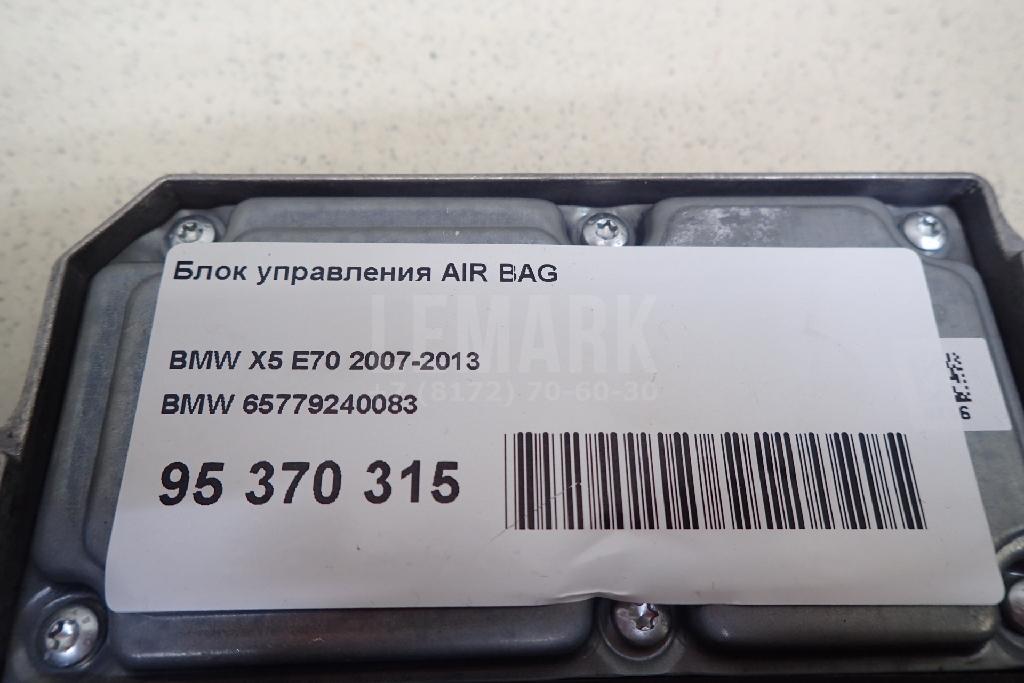 Блок управления AIR BAG
LEMARK
BMW X5 E70 2007-2013
+7 (8172) 70-60-30
BMW 65779240083
95 370 315